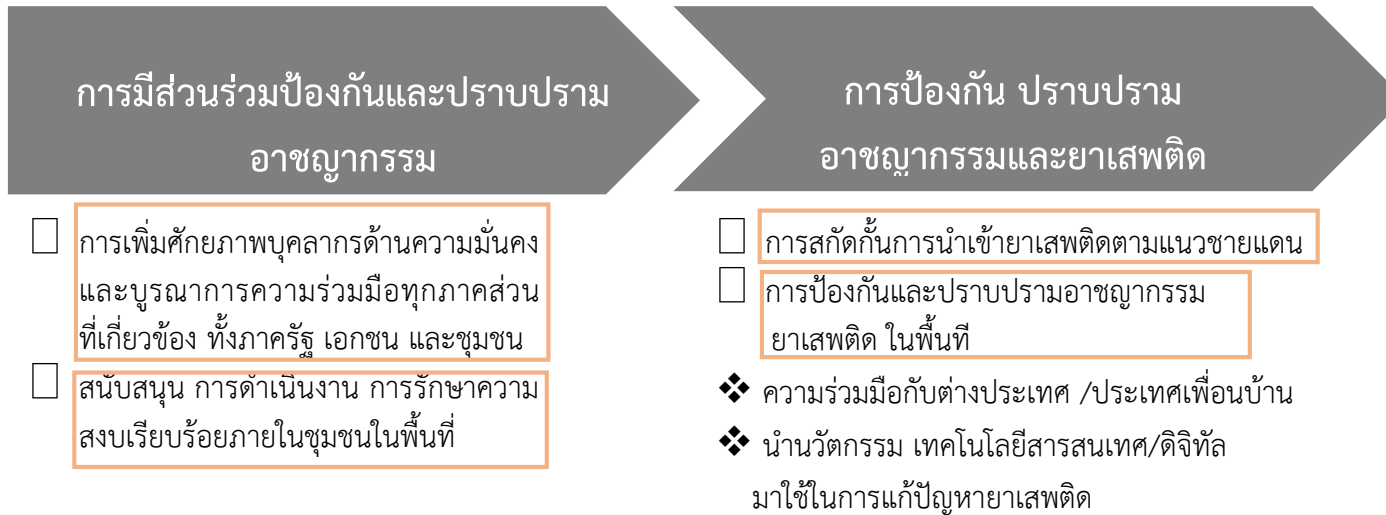 การมีส่วนร่วมป้องกันและปราบปราม
อาชญากรรม
☐ การเพิ่มศักยภาพบุคลากรด้านความมั่นคง
และบูรณาการความร่วมมือทุกภาคส่วน
ที่เกี่ยวข้อง ทั้งภาครัฐ เอกชน และชุมชน
☐ สนับสนุน การดำเนินงาน การรักษาความ
สงบเรียบร้อยภายในชุมชนในพื้นที่
การป้องกัน ปราบปราม
อาชญากรรมและยาเสพติด
☐ การสกัดกั้นการนำเข้ายาเสพติดตามแนวชายแดน
☐ การป้องกันและปราบปรามอาชญากรรม
ยาเสพติด ในพื้นที่
❖ ความร่วมมือกับต่างประเทศ /ประเทศเพื่อนบ้าน
❖ นำนวัตกรรม เทคโนโลยีสารสนเทศ/ดิจิทัล
มาใช้ในการแก้ปัญหายาเสพติด